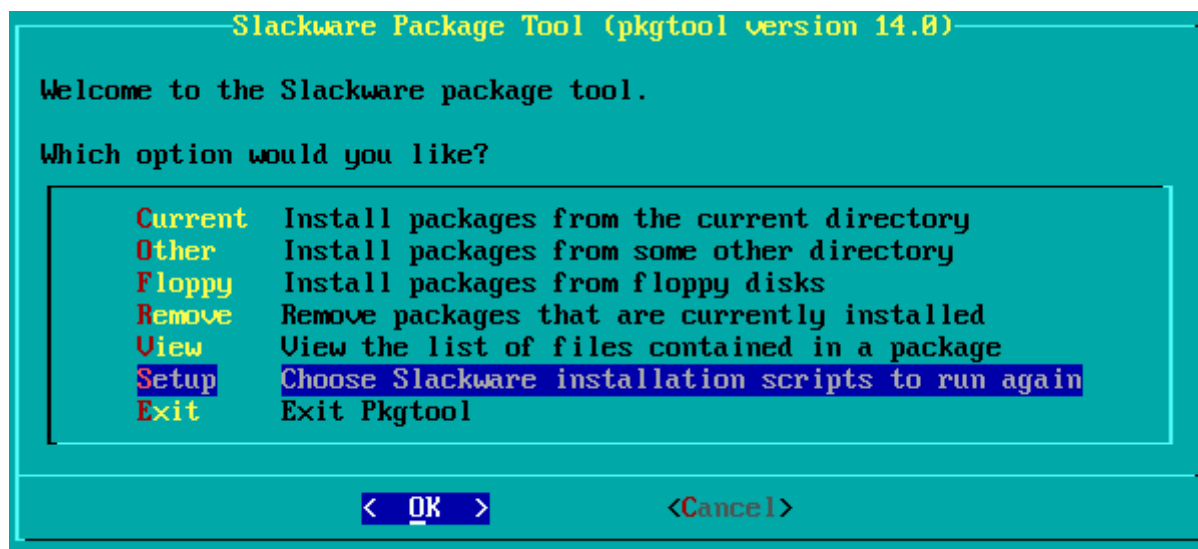 Slackware Package Tool (pkgtool version 14.0)
Welcome to the Slackware package tool.
Which option would you like?
Current Install packages from the current directory
Other Install packages from some other directory
Floppy Install packages from floppy disks
Remove Remove packages that are currently installed
View View the list of files contained in a package
Setup Choose Slackware installation scripts to run again
Exit Exit Pkgtool
< OK > <Cancel>